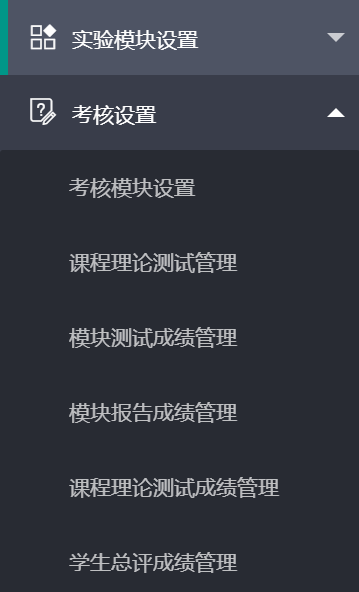 实验模块设置
考核设置
考核模块设置
课程理论测试管理
模块测试成绩管理
模块报告成绩管理
课程理论测试成绩管理
学生总评成绩管理